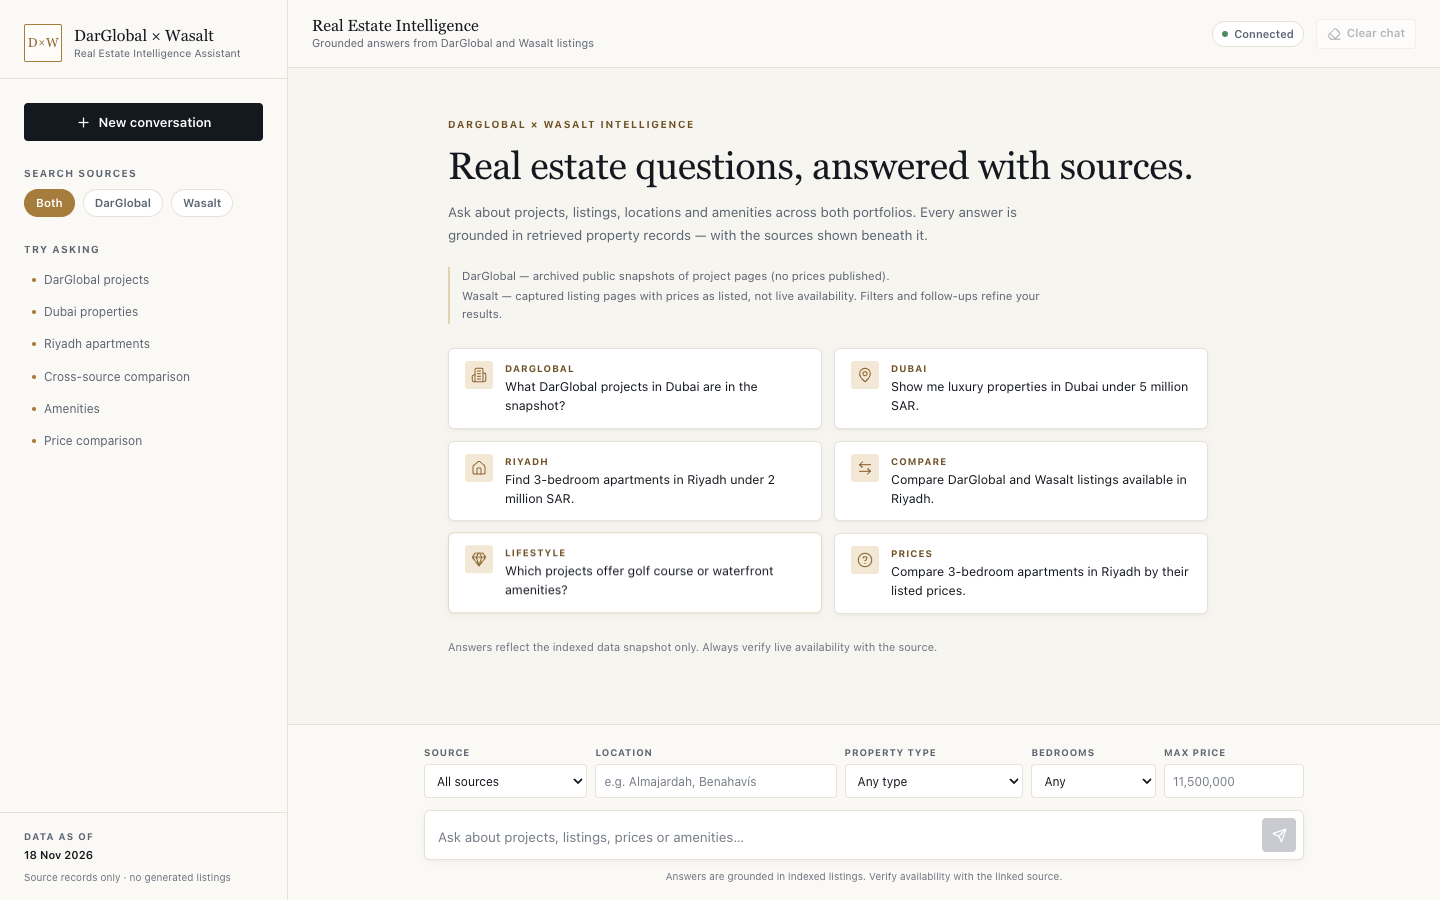 D×W
DarGlobal × Wasalt
Real Estate Intelligence Assistant
New conversation
SEARCH SOURCES
Both
DarGlobal
Wasalt
TRY ASKING
DarGlobal projects
Dubai properties
Riyadh apartments
Cross-source comparison
Amenities
Price comparison
DATA AS OF
18 Nov 2026
Source records only · no generated listings
Real Estate Intelligence
Grounded answers from DarGlobal and Wasalt listings
Connected
Clear chat
DARGLOBAL × WASALT INTELLIGENCE
Real estate questions, answered with sources.
Ask about projects, listings, locations and amenities across both portfolios. Every answer is
grounded in retrieved property records — with the sources shown beneath it.
DarGlobal — archived public snapshots of project pages (no prices published).
Wasalt — captured listing pages with prices as listed, not live availability. Filters and follow-ups refine your
results.
DARGLOBAL
What DarGlobal projects in Dubai are in the
snapshot?
DUBAI
Show me luxury properties in Dubai under 5 million
SAR.
RIYADH
Find 3-bedroom apartments in Riyadh under 2
million SAR.
COMPARE
Compare DarGlobal and Wasalt listings available in
Riyadh.
LIFESTYLE
Which projects offer golf course or waterfront
amenities?
PRICES
Compare 3-bedroom apartments in Riyadh by their
listed prices.
Answers reflect the indexed data snapshot only. Always verify live availability with the source.
SOURCE
All sources
LOCATION
e.g. Almajardah, Benahavís
PROPERTY TYPE
Any type
BEDROOMS
Any
MAX PRICE
11,500,000
Ask about projects, listings, prices or amenities…
Answers are grounded in indexed listings. Verify availability with the linked source.